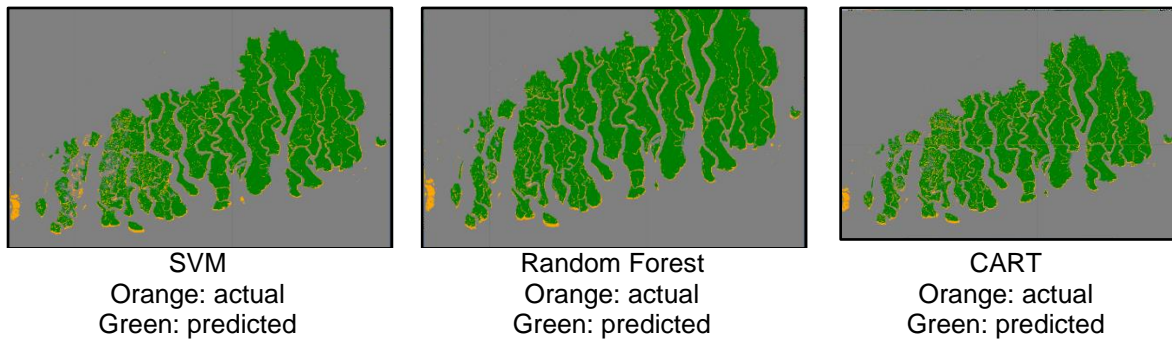 SVM
Orange: actual
Green: predicted
Random Forest
Orange: actual
Green: predicted
CART
Orange: actual
Green: predicted